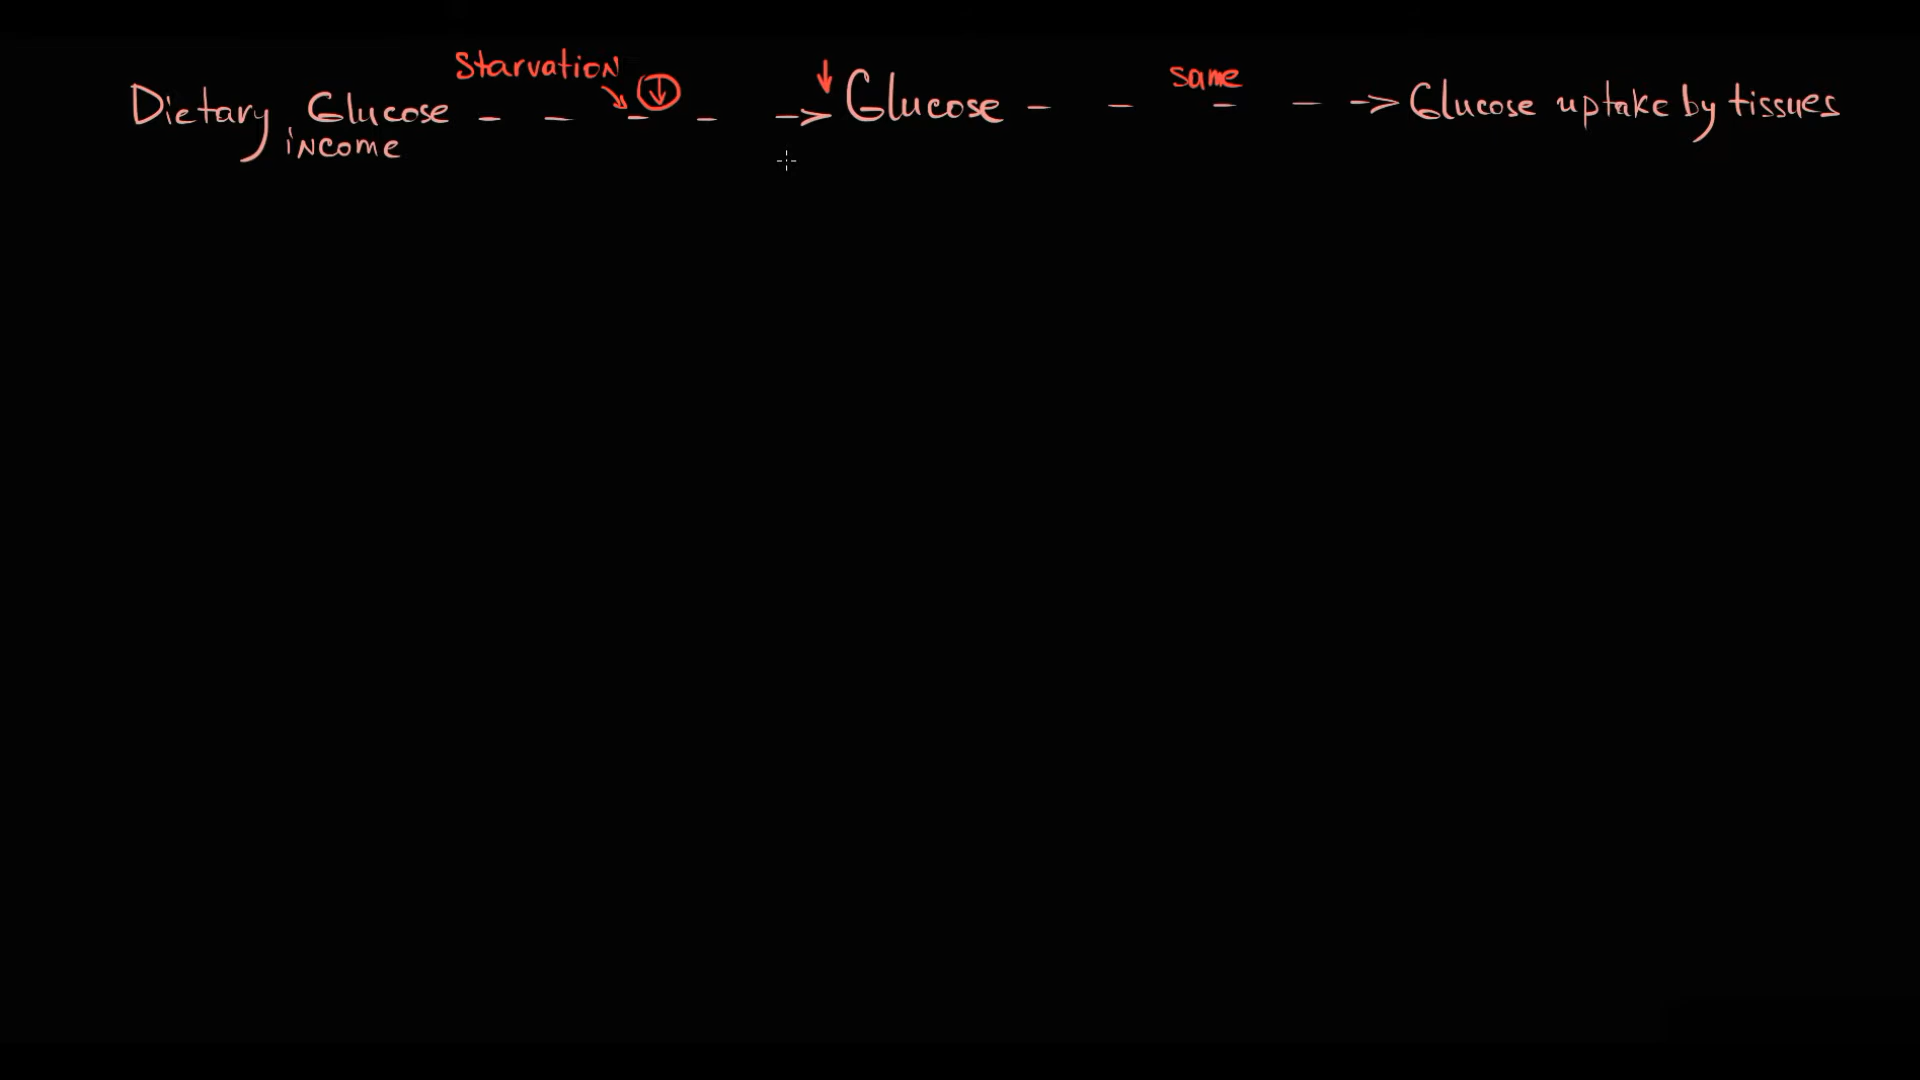 Starvation ↓ ↓ same
Dietary Glucose - - - - -> Glucose - - - - -> Glucose uptake by tissues
income